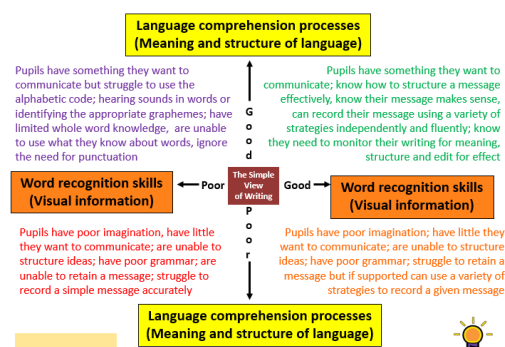 Language comprehension processes
(Meaning and structure of language)
Pupils have something they want to
communicate but struggle to use the
alphabetic code; hearing sounds in words or
identifying the appropriate graphemes; have
limited whole word knowledge, are unable
to use what they know about words, ignore
the need for punctuation
Good
Pupils have something they want to
communicate; know how to structure a message
effectively, know their message makes sense,
can record their message using a variety of
strategies independently and fluently; know
they need to monitor their writing for meaning,
structure and edit for effect
Word recognition skills
(Visual information)
Poor
The Simple
View
of Writing
Good
Word recognition skills
(Visual information)
Pupils have poor imagination, have little
they want to communicate; are unable to
structure ideas; have poor grammar; are
unable to retain a message; struggle to
record a simple message accurately
Poor
Pupils have poor imagination; have little they
want to communicate; are unable to structure
ideas; have poor grammar; struggle to retain a
message but if supported can use a variety of
strategies to record a given message
Language comprehension processes
(Meaning and structure of language)